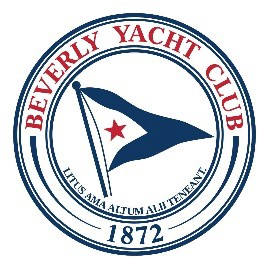 BEVERLY YACHT CLUB
LITUS AMA ALTUM ALII TENEANT.
1872